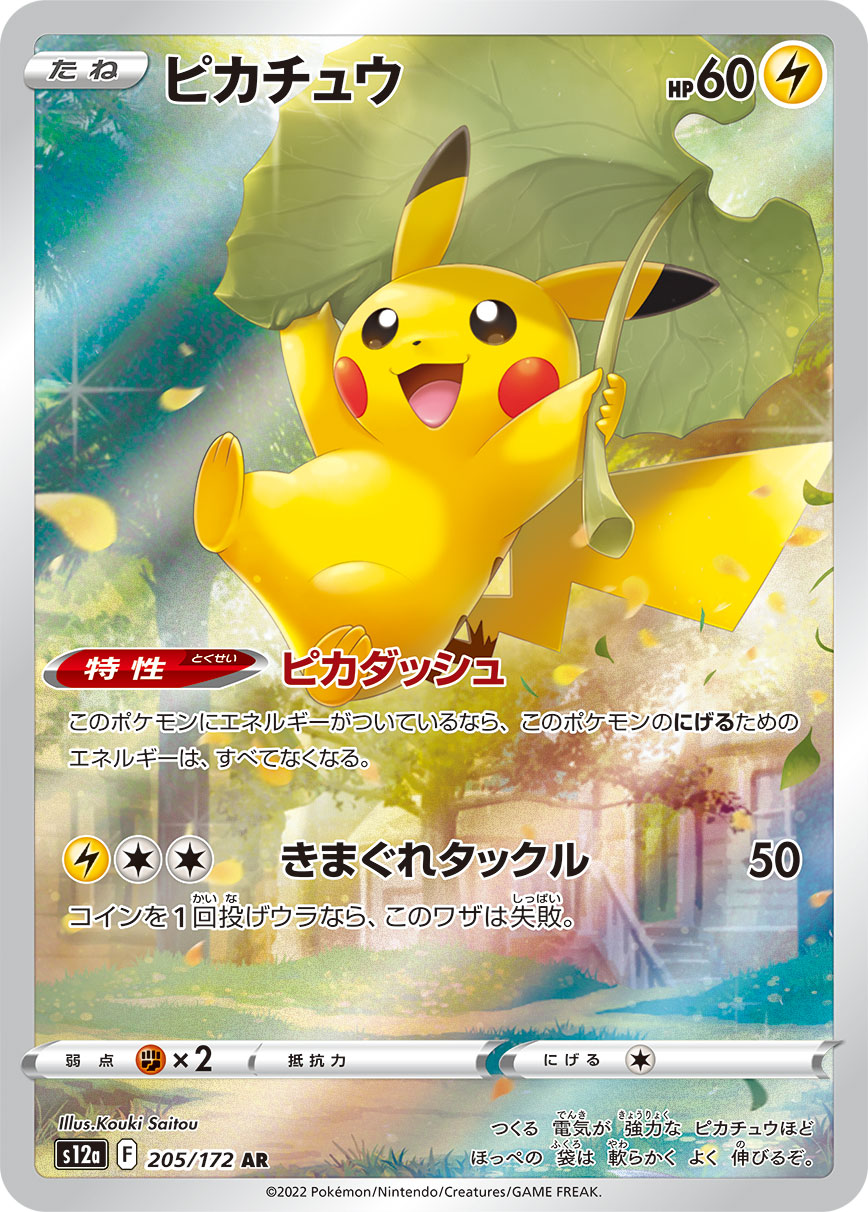 たね ピカチュウ HP60
特性 とくせい ピカダッシュ
このポケモンにエネルギーがついているなら、このポケモンのにげるための
エネルギーは、すべてなくなる。
きまぐれタックル 50
コインを1回投げウラなら、このワザは失敗。
弱点 ×2 抵抗力 にげる
Illus.Kouki Saitou
つくる 電気が 強力な ピカチュウほど
ほっぺの 袋は 軟らかく よく 伸びるぞ。
s12a F 205/172 AR
©2022 Pokémon/Nintendo/Creatures/GAME FREAK.